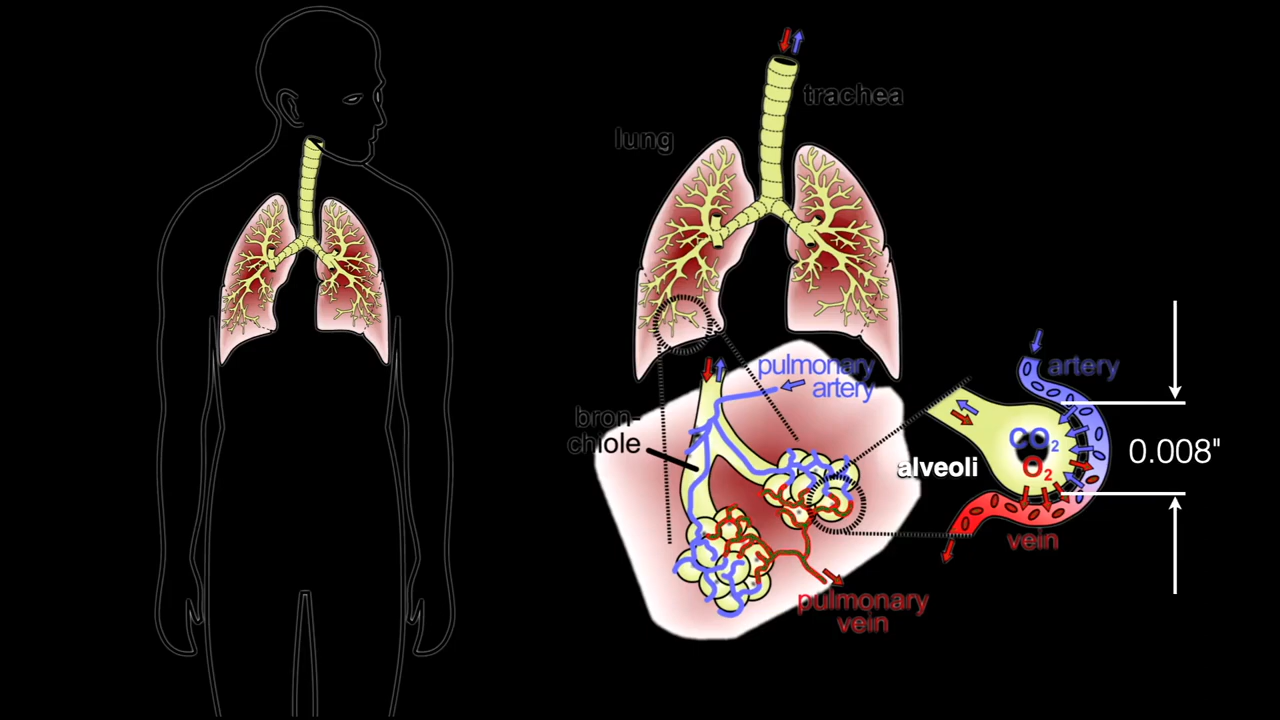 trachea
lung
pulmonary
artery
artery
bron-
chiole
CO2
O2
alveoli
0.008"
vein
pulmonary
vein